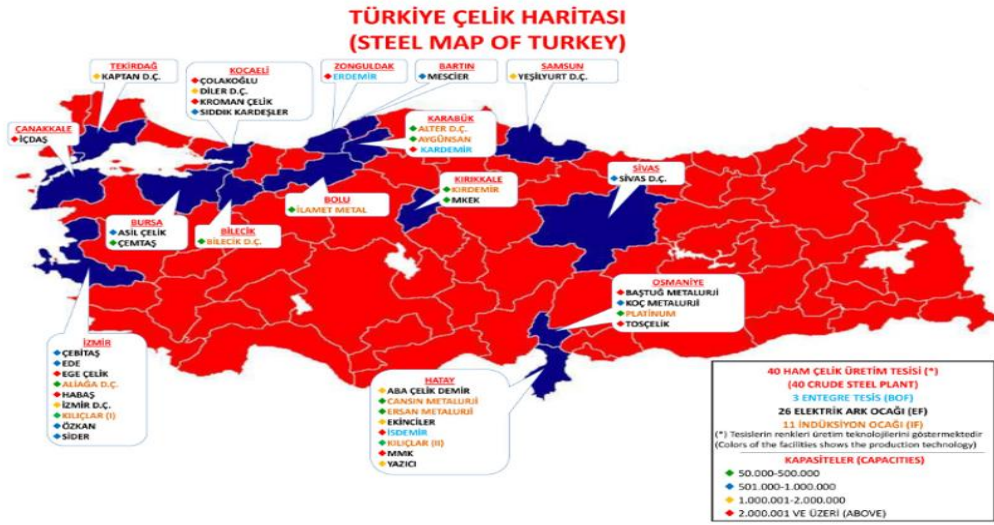 TÜRKİYE ÇELİK HARİTASI
(STEEL MAP OF TURKEY)
TEKİRDAĞ
KAPTAN D.Ç.
KOCAELİ
ÇOLAKOĞLU
DİLER D.Ç.
KROMAN ÇELİK
SIDDIK KARDEŞLER
ZONGULDAK
ERDEMİR
BARTIN
MESCİER
SAMSUN
YEŞİLYURT D.Ç.
ÇANAKKALE
İÇDAŞ
KARABÜK
ALTER D.Ç.
AYGÜNSAN
KARDEMİR
KIRIKKALE
KIRDEMİR
MKEK
SİVAS
SİVAS D.Ç.
BOLU
İLAMET METAL
BURSA
ASİL ÇELİK
ÇEMTAŞ
BİLECİK
BİLECİK D.Ç.
OSMANİYE
BAŞTUĞ METALURJİ
KOÇ METALURJİ
PLATİNUM
TOSÇELİK
İZMİR
ÇEBİTAŞ
EDE
EGE ÇELİK
ALİAĞA D.Ç.
HABAŞ
İZMİR D.Ç.
KILIÇLAR (I)
ÖZKAN
SİDER
HATAY
ABA ÇELİK DEMİR
CANSIN METALURJİ
ERSAN METALURJİ
EKİNCİLER
İSDEMİR
KILIÇLAR (II)
MMK
YAZICI
40 HAM ÇELİK ÜRETİM TESİSİ (*)
(40 CRUDE STEEL PLANT)
3 ENTEGRE TESİS (BOF)
26 ELEKTRİK ARK OCAĞI (EF)
11 İNDÜKSİYON OCAĞI (IF)
(*) Tesislerin renkleri üretim teknolojilerini göstermektedir
(Colors of the facilities shows the production technology)
KAPASİTELER (CAPACITIES)
50.000-500.000
501.000-1.000.000
1.000.001-2.000.000
2.000.001 VE ÜZERİ (ABOVE)